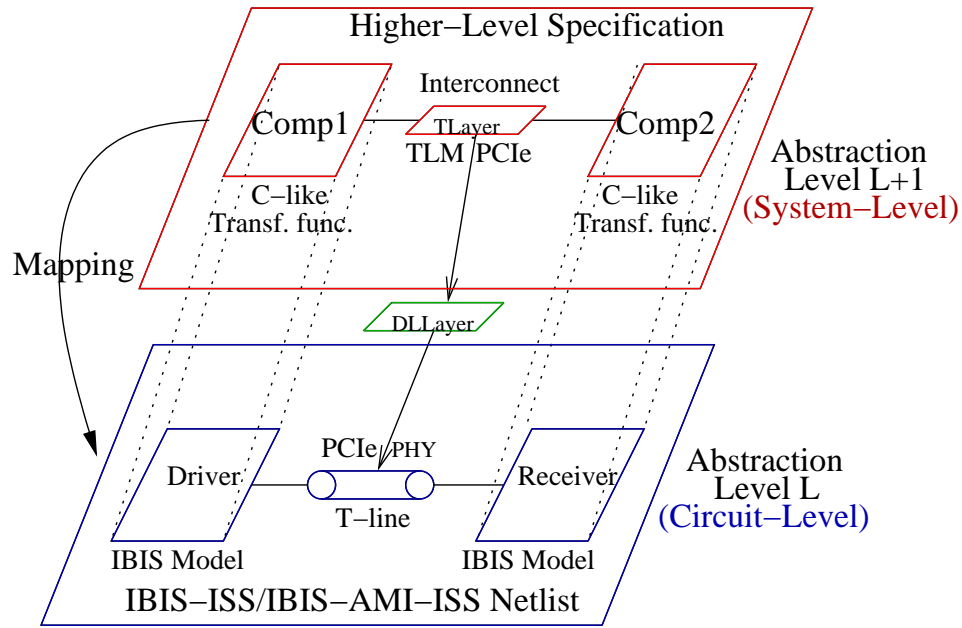 Higher−Level Specification
Interconnect
Comp1
TLayer
Comp2
TLM PCIe
C−like
Transf. func.
C−like
Transf. func.
Abstraction
Level L+1
(System−Level)
Mapping
DLLayer
PCIe PHY
Driver
Receiver
T−line
Abstraction
Level L
(Circuit−Level)
IBIS Model
IBIS Model
IBIS−ISS/IBIS−AMI−ISS Netlist